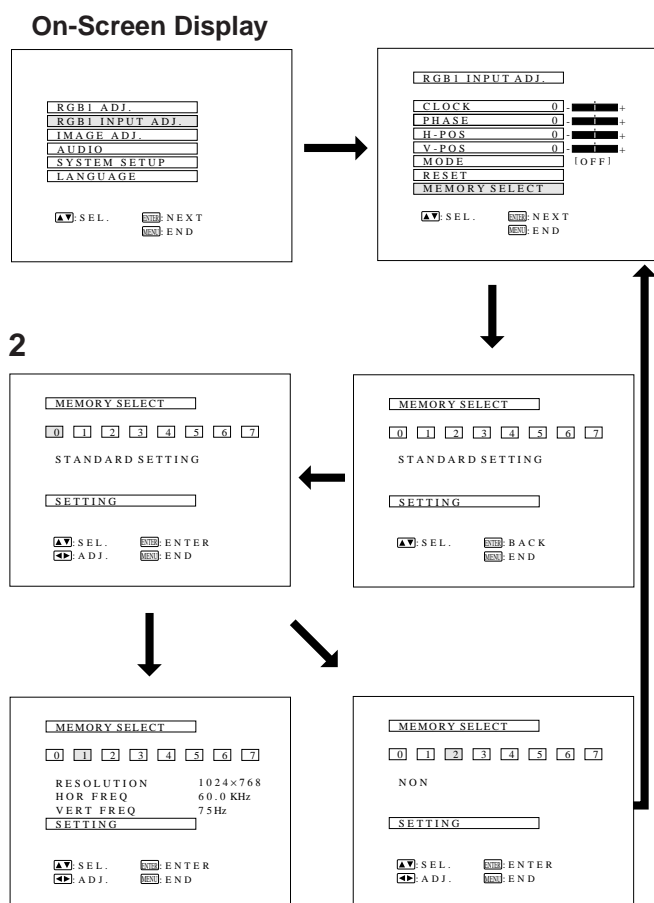 On-Screen Display
RGB1 ADJ.
RGB1 INPUT ADJ.
IMAGE ADJ.
AUDIO
SYSTEM SETUP
LANGUAGE
▲▼:SEL. ENTER:NEXT
MENU:END
RGB1 INPUT ADJ.
CLOCK 0 - +
PHASE 0 - +
H-POS 0 - +
V-POS 0 - +
MODE [OFF]
RESET
MEMORY SELECT
▲▼:SEL. ENTER:NEXT
MENU:END
2
MEMORY SELECT
0 1 2 3 4 5 6 7
STANDARD SETTING
SETTING
▲▼:SEL. ENTER:ENTER
◀▶:ADJ. MENU:END
MEMORY SELECT
0 1 2 3 4 5 6 7
STANDARD SETTING
SETTING
▲▼:SEL. ENTER:BACK
MENU:END
MEMORY SELECT
0 1 2 3 4 5 6 7
RESOLUTION 1024×768
HOR FREQ 60.0 KHz
VERT FREQ 75Hz
SETTING
▲▼:SEL. ENTER:ENTER
◀▶:ADJ. MENU:END
MEMORY SELECT
0 1 2 3 4 5 6 7
NON
SETTING
▲▼:SEL. ENTER:ENTER
◀▶:ADJ. MENU:END